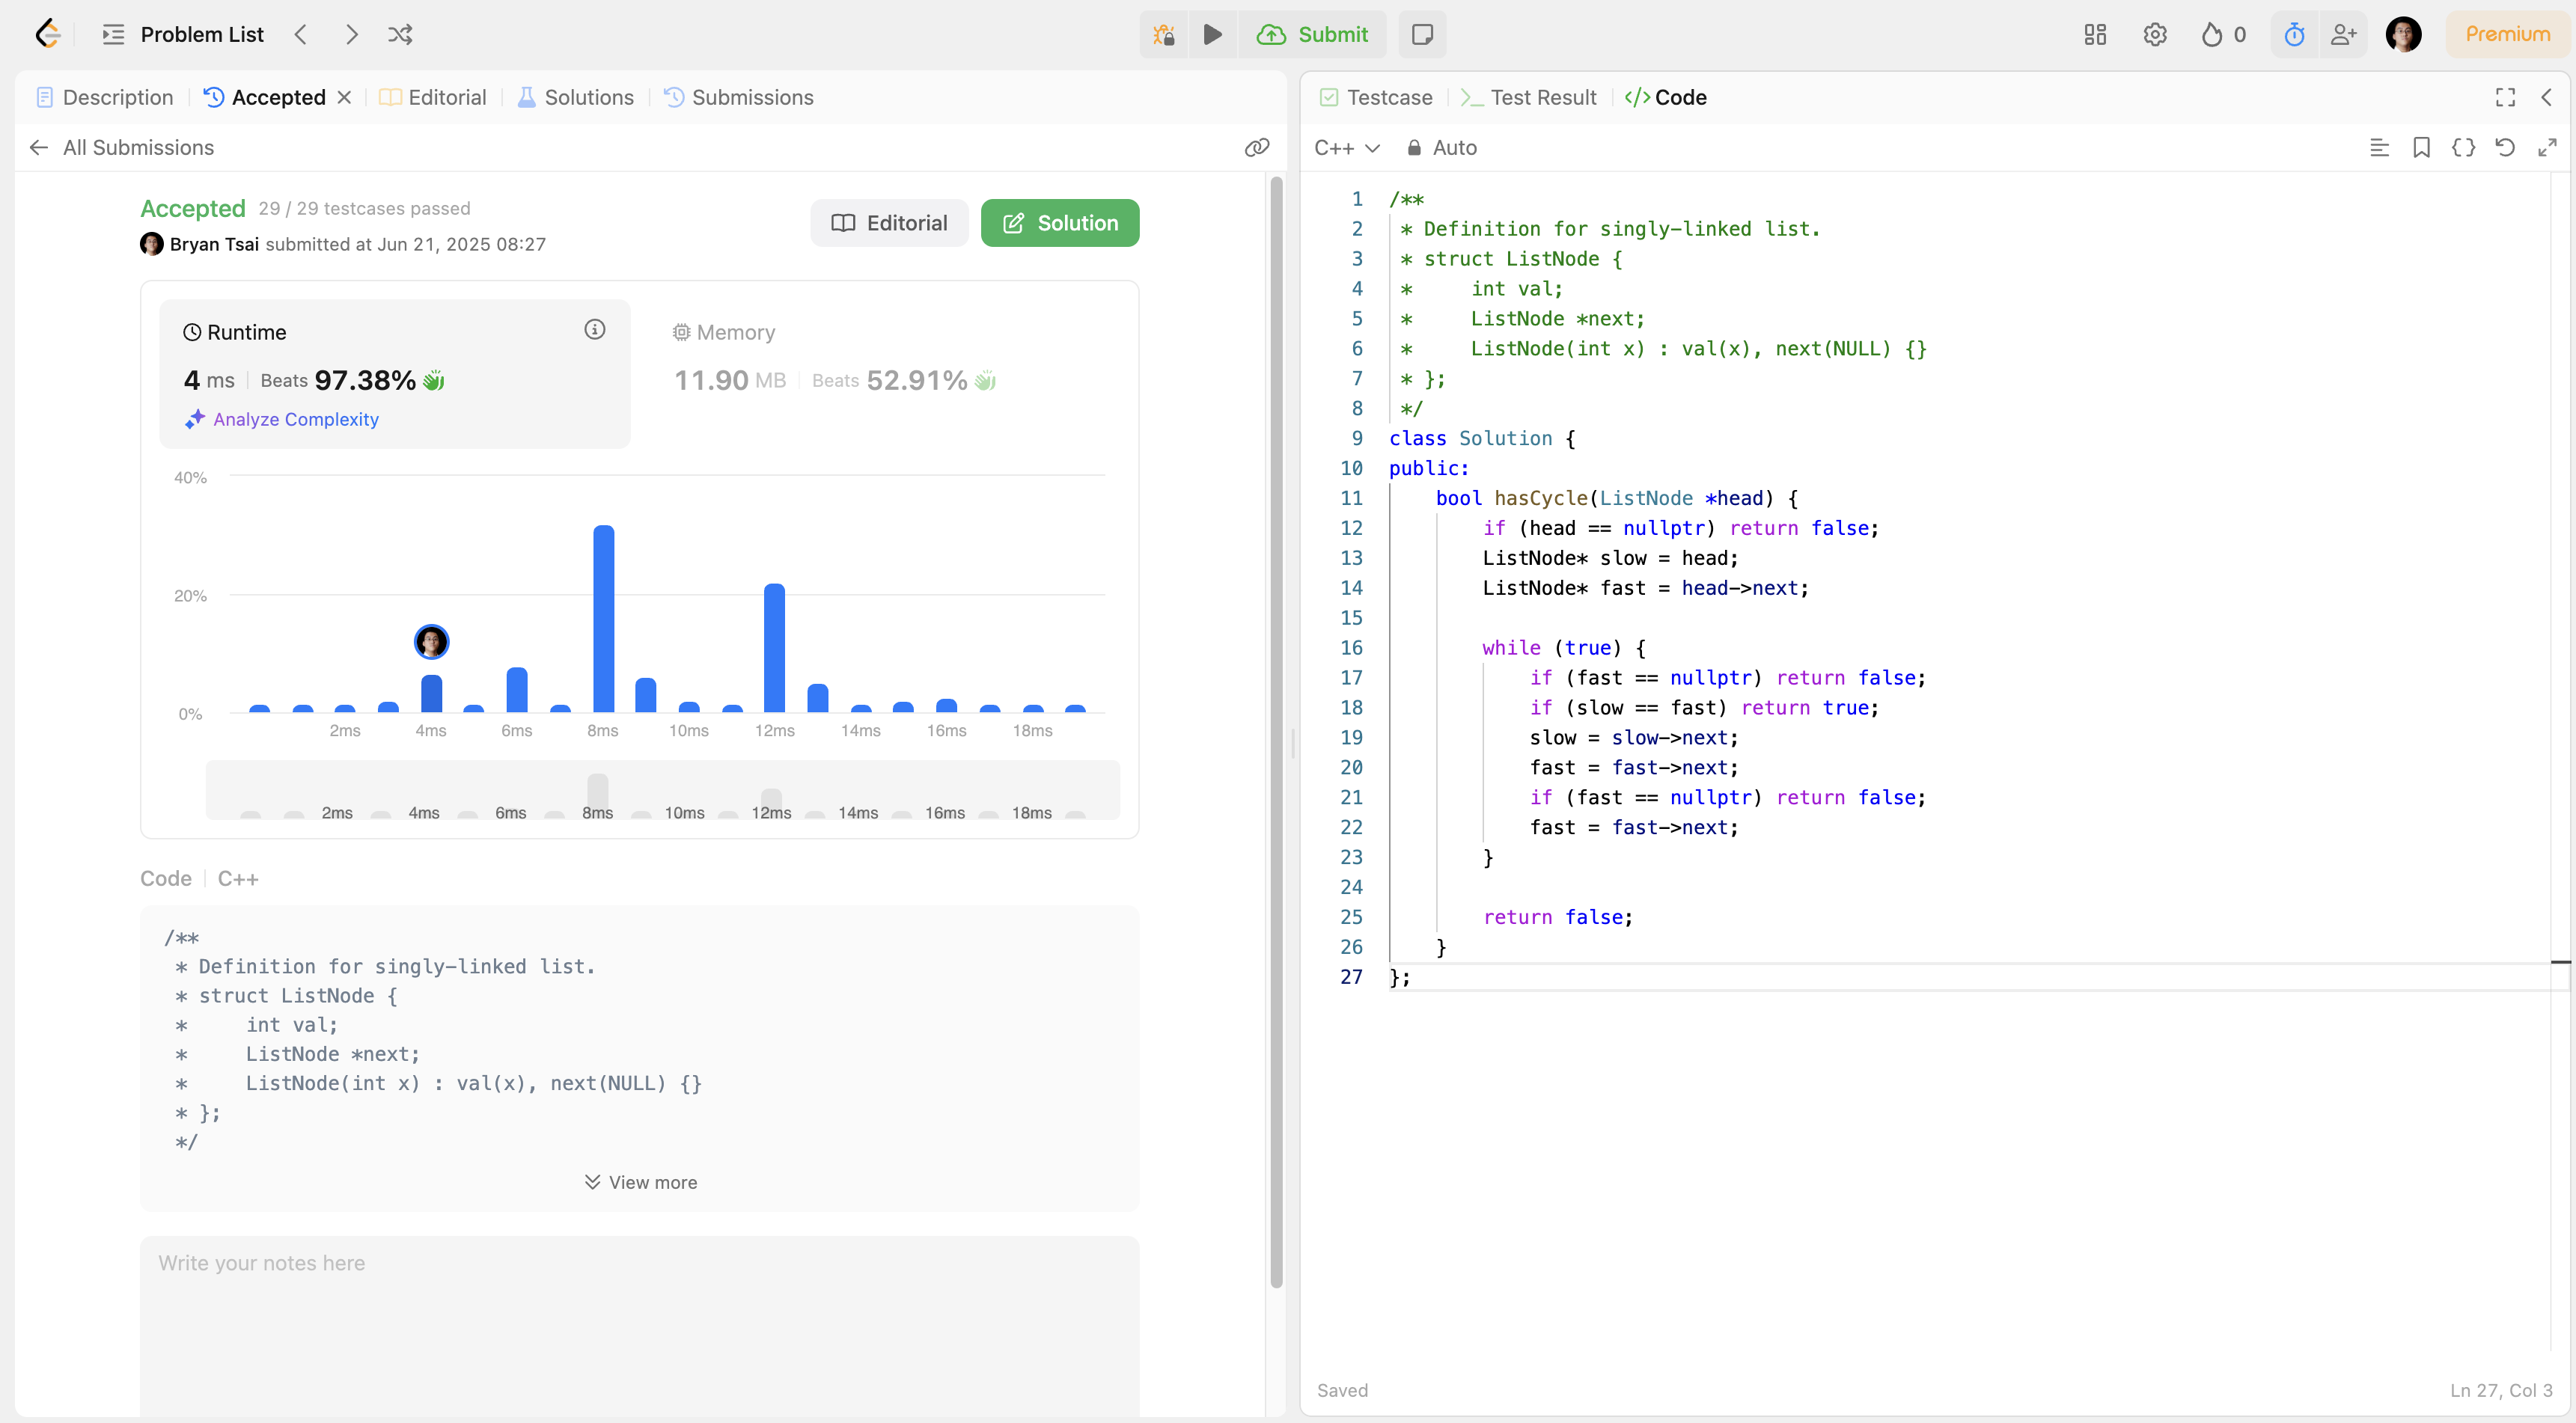 Problem List
Submit
0
Premium
Description
Accepted
Editorial
Solutions
Submissions
All Submissions
Accepted 29 / 29 testcases passed
Bryan Tsai submitted at Jun 21, 2025 08:27
Editorial
Solution
Runtime
4 ms Beats 97.38%
Analyze Complexity
Memory
11.90 MB Beats 52.91%
40%
20%
0%
2ms 4ms 6ms 8ms 10ms 12ms 14ms 16ms 18ms
2ms 4ms 6ms 8ms 10ms 12ms 14ms 16ms 18ms
Code C++
/**
 * Definition for singly-linked list.
 * struct ListNode {
 *     int val;
 *     ListNode *next;
 *     ListNode(int x) : val(x), next(NULL) {}
 * };
 */
View more
Write your notes here
Testcase
Test Result
</> Code
C++ Auto
1 /**
2  * Definition for singly-linked list.
3  * struct ListNode {
4  *     int val;
5  *     ListNode *next;
6  *     ListNode(int x) : val(x), next(NULL) {}
7  * };
8  */
9 class Solution {
10 public:
11     bool hasCycle(ListNode *head) {
12         if (head == nullptr) return false;
13         ListNode* slow = head;
14         ListNode* fast = head->next;
15
16         while (true) {
17             if (fast == nullptr) return false;
18             if (slow == fast) return true;
19             slow = slow->next;
20             fast = fast->next;
21             if (fast == nullptr) return false;
22             fast = fast->next;
23         }
24
25         return false;
26     }
27 };
Saved
Ln 27, Col 3